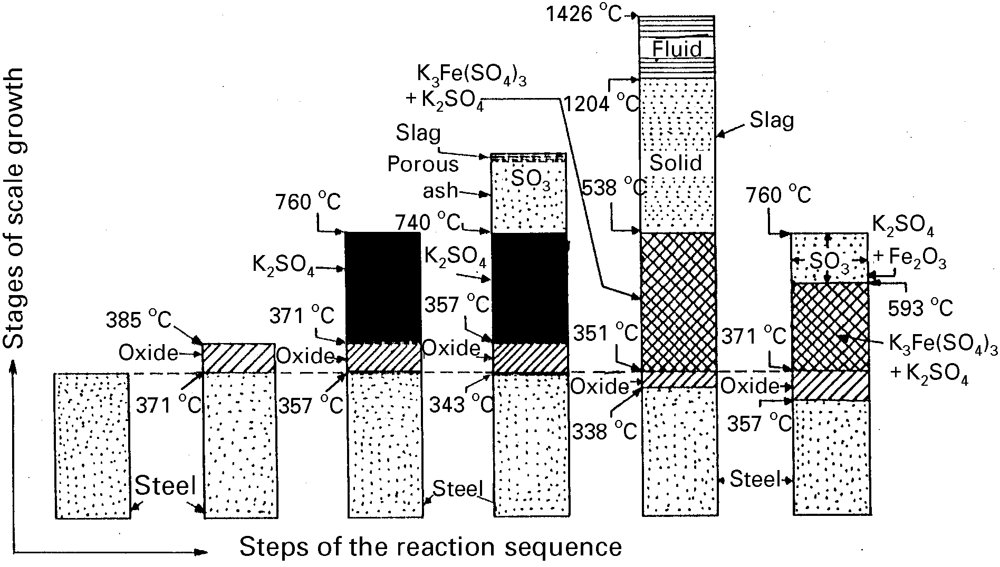 1426 °C
Fluid
K₃Fe(SO₄)₃
+ K₂SO₄
1204 °C
Slag
Slag
Porous
ash
SO₃
Solid
538 °C
760 °C
740 °C
760 °C
K₂SO₄
+ Fe₂O₃
SO₃
K₂SO₄
K₂SO₄
593 °C
385 °C
371 °C
357 °C
351 °C
371 °C
K₃Fe(SO₄)₃
+ K₂SO₄
Oxide
Oxide
Oxide
Oxide
Oxide
371 °C
357 °C
343 °C
338 °C
357 °C
Steel
Steel
Steel
Stages of scale growth
Steps of the reaction sequence